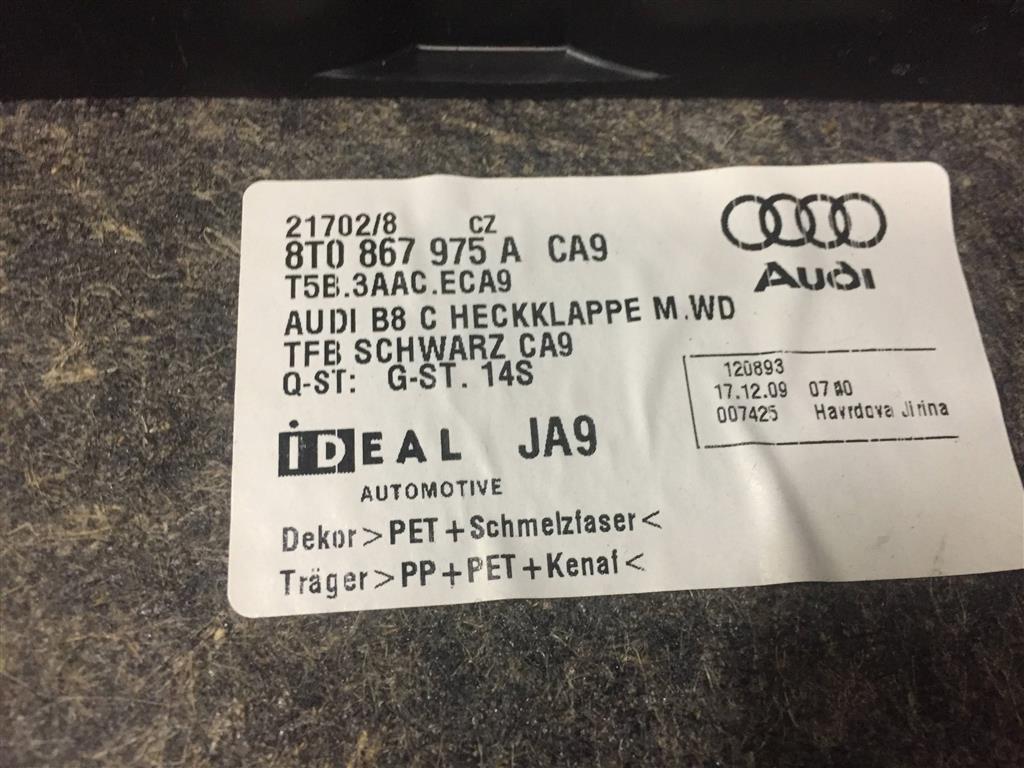 21702/8 CZ
8T0 867 975 A CA9
T5B.3AAC.ECA9
AUDI B8 C HECKKLAPPE M.WD
TFB SCHWARZ CA9
Q-ST: G-ST. 14S
Audi
120893
17.12.09
007425 Havrdova Jirina
iDEAL JA9
AUTOMOTIVE
Dekor>PET+Schmelzfaser<
Träger>PP+PET+Kenaf<